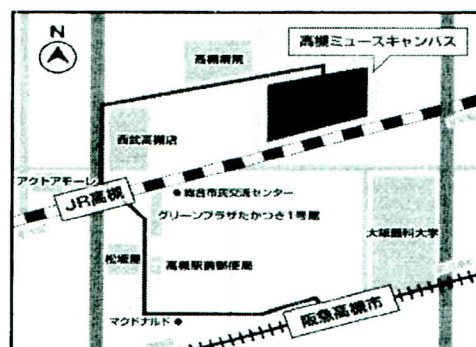 N
高槻ミューズキャンパス
高槻病院
西武高槻店
アクトアモーレ
JR高槻
総合市民交流センター
グリーンプラザたかつき1号館
大阪医科大学
松坂屋
高槻駅前郵便局
マクドナルド
阪急高槻市